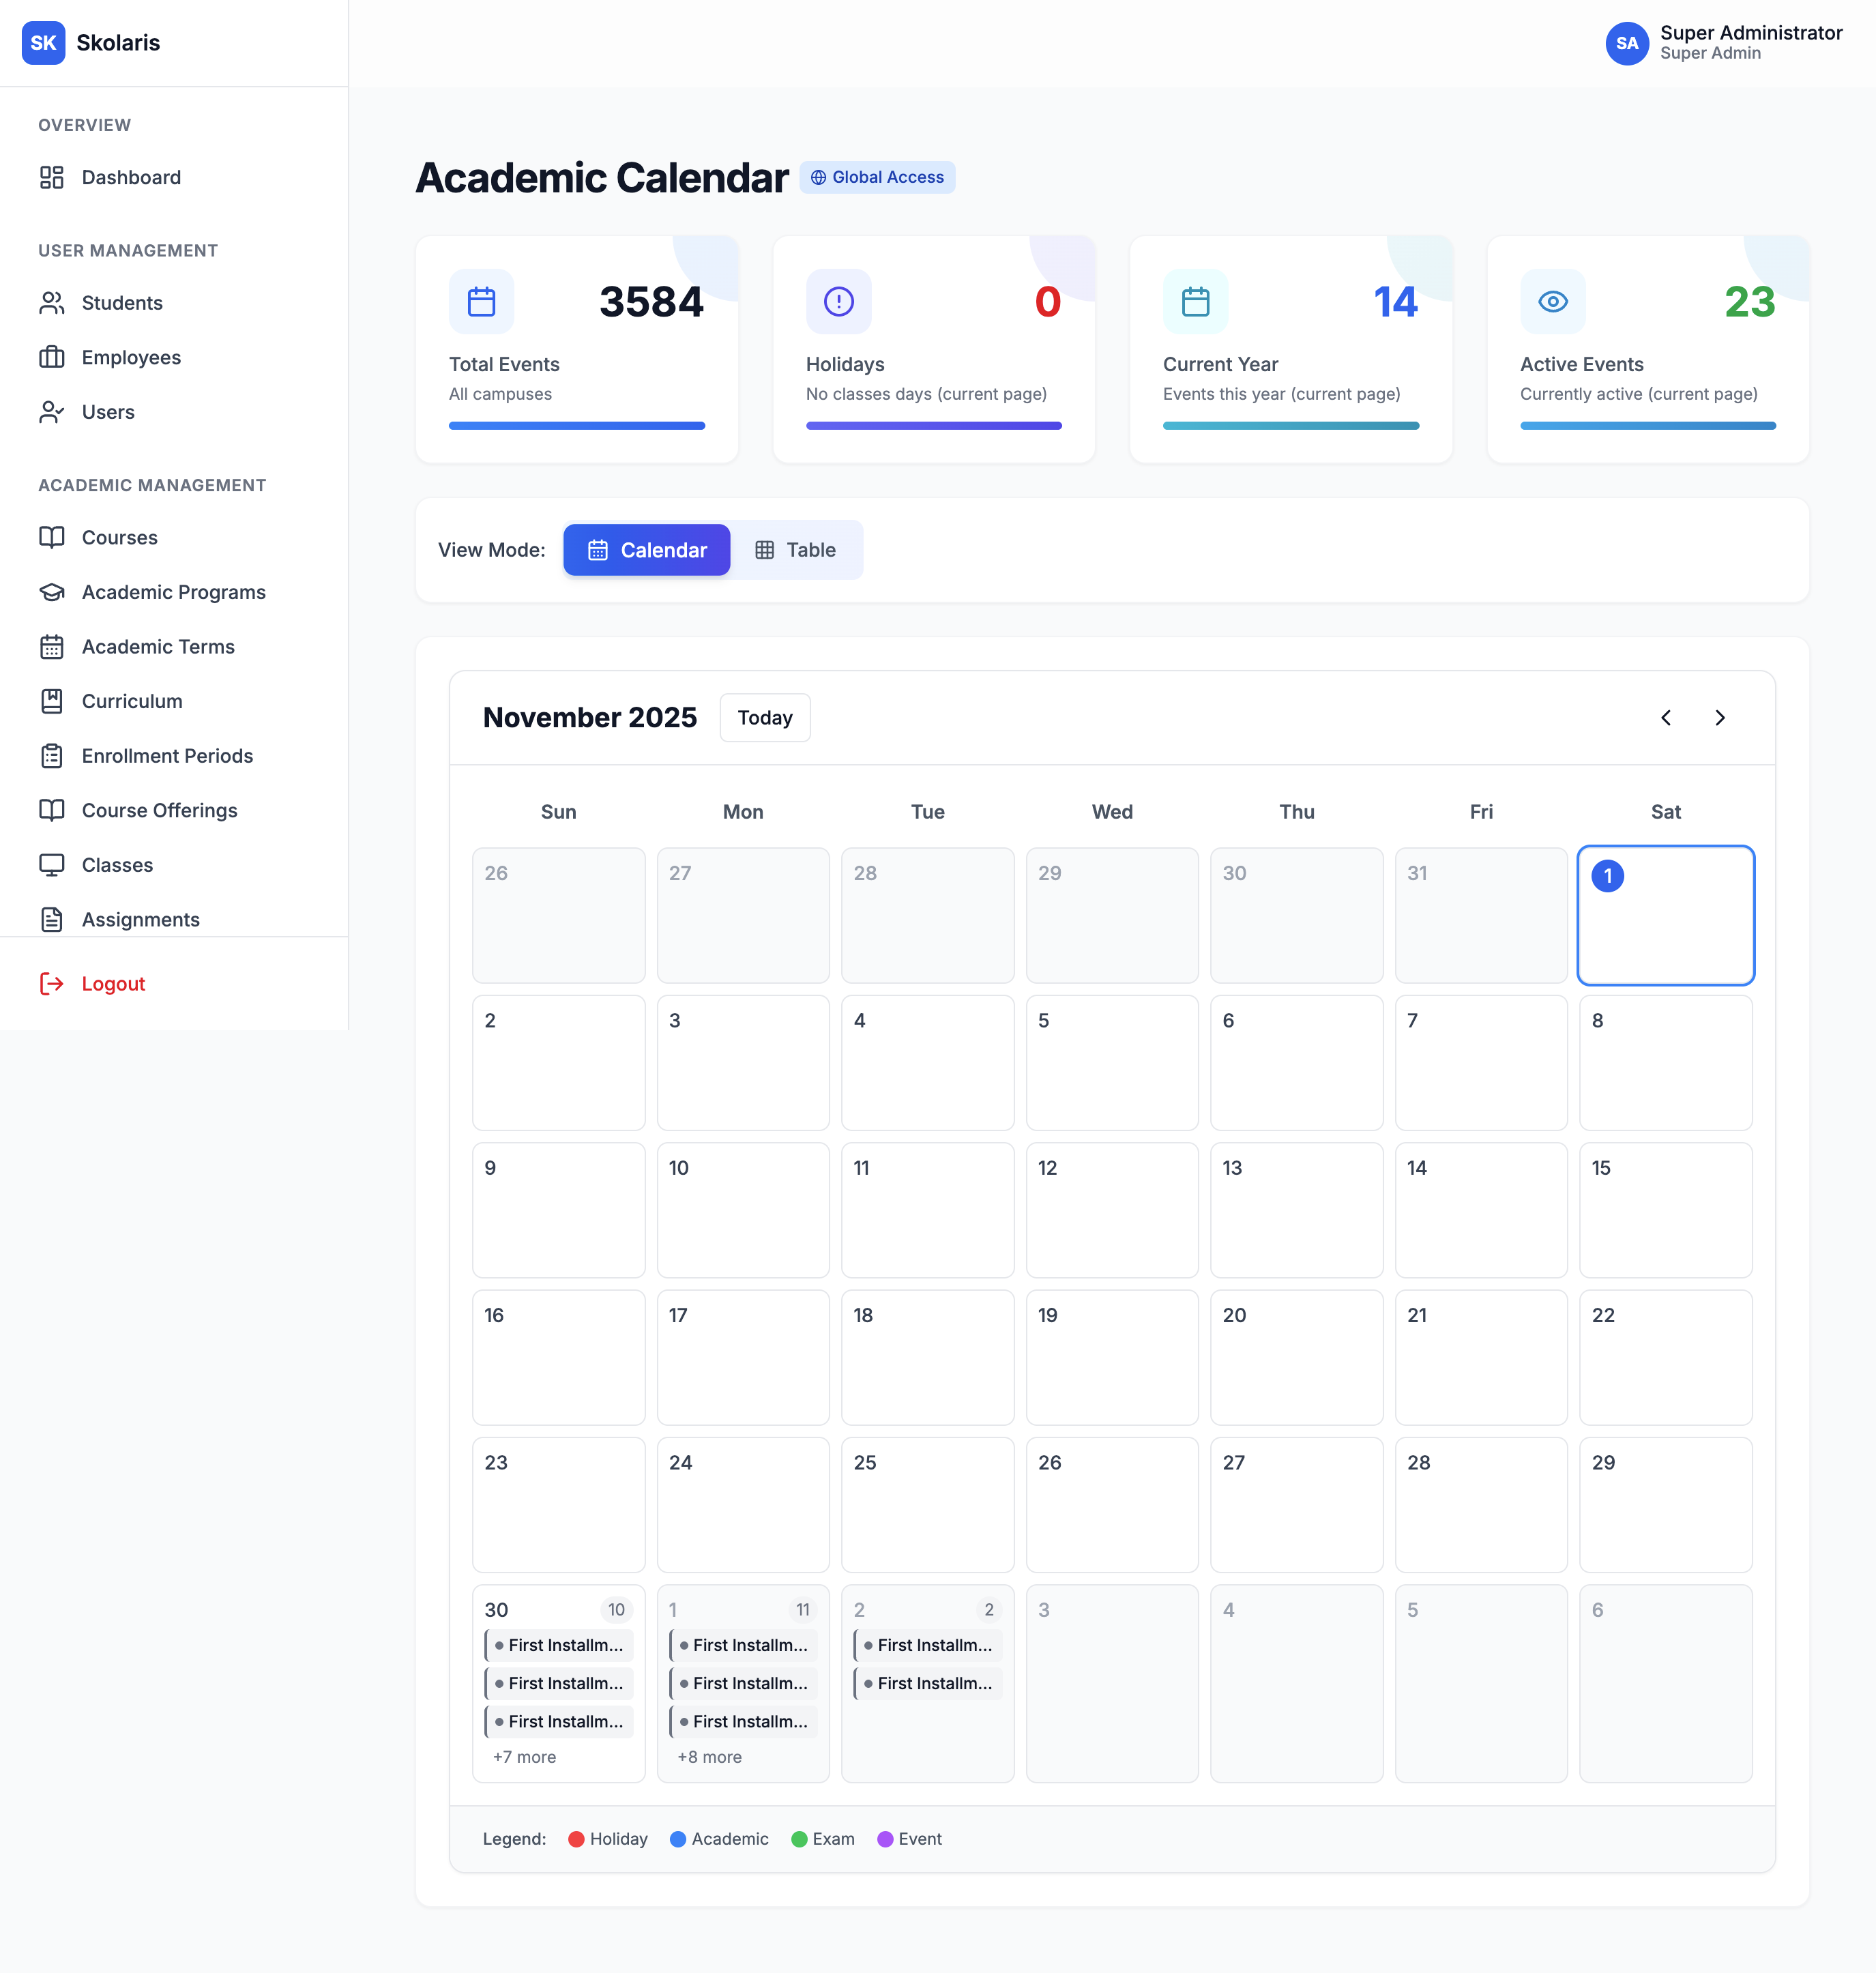 SK Skolaris
SA Super Administrator
Super Admin
OVERVIEW
Dashboard
USER MANAGEMENT
Students
Employees
Users
ACADEMIC MANAGEMENT
Courses
Academic Programs
Academic Terms
Curriculum
Enrollment Periods
Course Offerings
Classes
Assignments
Logout
Academic Calendar Global Access
3584
Total Events
All campuses
0
Holidays
No classes days (current page)
14
Current Year
Events this year (current page)
23
Active Events
Currently active (current page)
View Mode: Calendar Table
November 2025 Today
Sun Mon Tue Wed Thu Fri Sat
26 27 28 29 30 31 1
2 3 4 5 6 7 8
9 10 11 12 13 14 15
16 17 18 19 20 21 22
23 24 25 26 27 28 29
30 10 1 11 2 2 3 4 5 6
First Installm... First Installm... First Installm...
First Installm... First Installm... First Installm...
First Installm... First Installm...
+7 more +8 more
Legend: Holiday Academic Exam Event